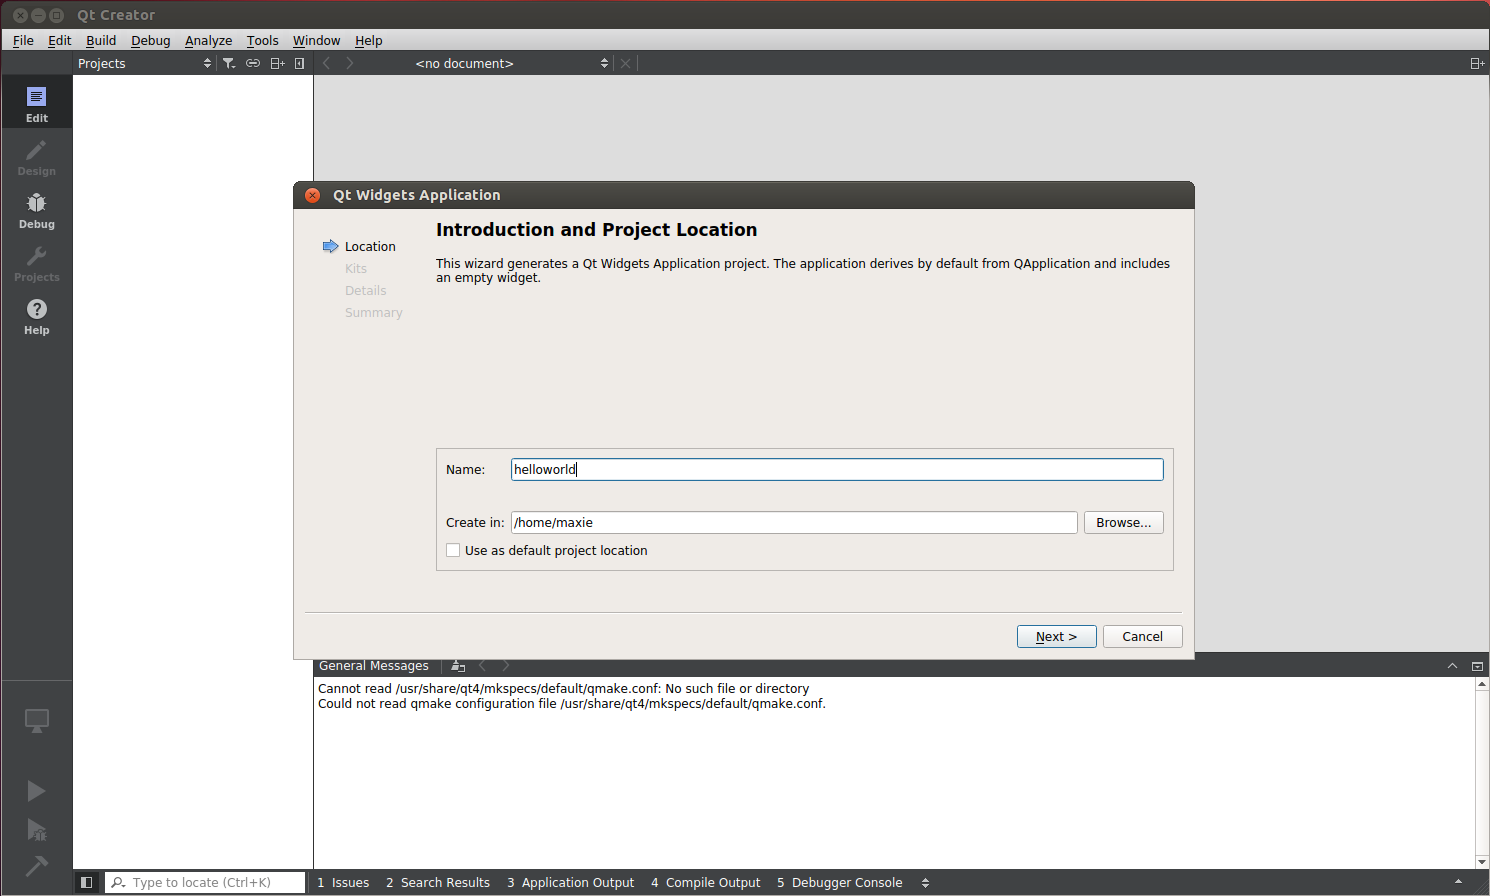 Qt Creator
File Edit Build Debug Analyze Tools Window Help
Projects
<no document>
Edit
Design
Debug
Projects
Help
Qt Widgets Application
Location
Kits
Details
Summary
Introduction and Project Location
This wizard generates a Qt Widgets Application project. The application derives by default from QApplication and includes
an empty widget.
Name: helloworld
Create in: /home/maxie Browse...
Use as default project location
Next > Cancel
General Messages
Cannot read /usr/share/qt4/mkspecs/default/qmake.conf: No such file or directory
Could not read qmake configuration file /usr/share/qt4/mkspecs/default/qmake.conf.
Type to locate (Ctrl+K) 1 Issues 2 Search Results 3 Application Output 4 Compile Output 5 Debugger Console